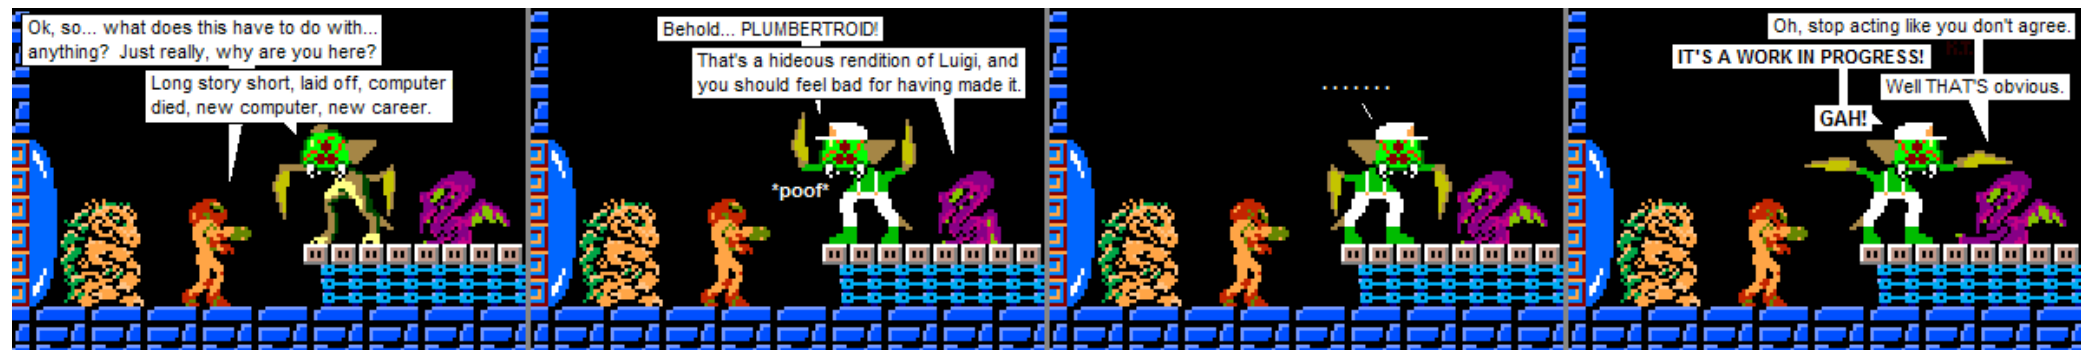 Ok, so... what does this have to do with...
anything?  Just really, why are you here?
Long story short, laid off, computer
died, new computer, new career.
Behold... PLUMBERTROID!
*poof*
That's a hideous rendition of Luigi, and
you should feel bad for having made it.
.......
Oh, stop acting like you don't agree.
IT'S A WORK IN PROGRESS!
Well THAT'S obvious.
GAH!